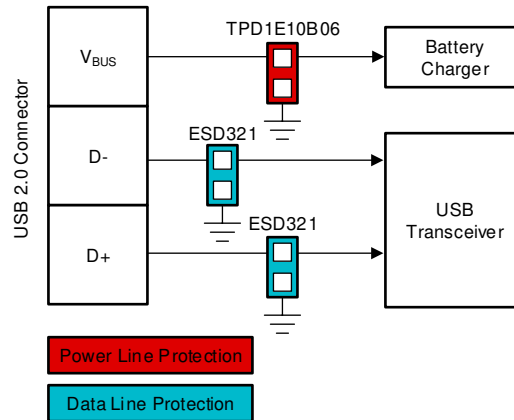 USB 2.0 Connector
VBUS
D-
D+
TPD1E10B06
ESD321
ESD321
Battery
Charger
USB
Transceiver
Power Line Protection
Data Line Protection